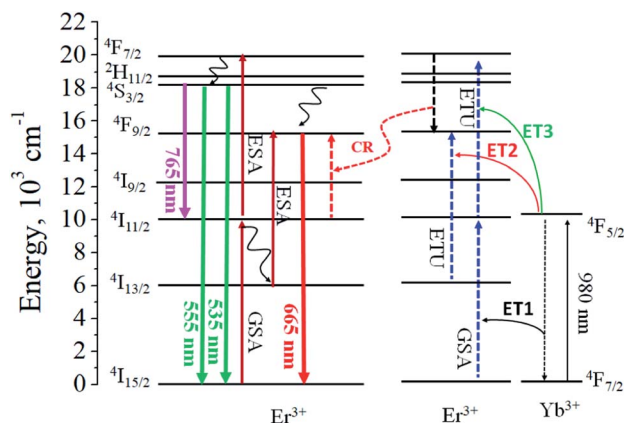 Energy, 10³ cm⁻¹
20
18
16
14
12
10
8
6
4
2
0
⁴F₇/₂
²H₁₁/₂
⁴S₃/₂
⁴F₉/₂
⁴I₉/₂
⁴I₁₁/₂
⁴I₁₃/₂
⁴I₁₅/₂
765 nm
555 nm
535 nm
ESA
GSA
ESA
665 nm
CR
Er³⁺
ETU
ETU
GSA
ET3
ET2
ET1
Er³⁺
⁴F₅/₂
980 nm
⁴F₇/₂
Yb³⁺